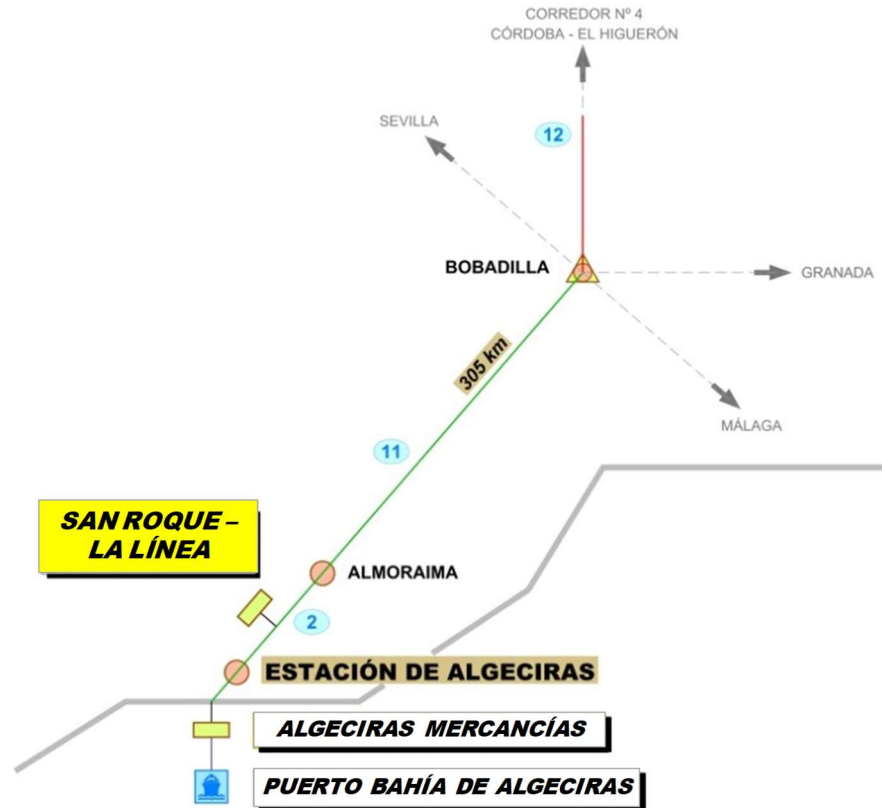 CORREDOR Nº 4
CÓRDOBA - EL HIGUERÓN
SEVILLA
12
BOBADILLA
GRANADA
305 km
MÁLAGA
11
SAN ROQUE –
LA LÍNEA
ALMORAIMA
2
ESTACIÓN DE ALGECIRAS
ALGECIRAS MERCANCÍAS
PUERTO BAHÍA DE ALGECIRAS